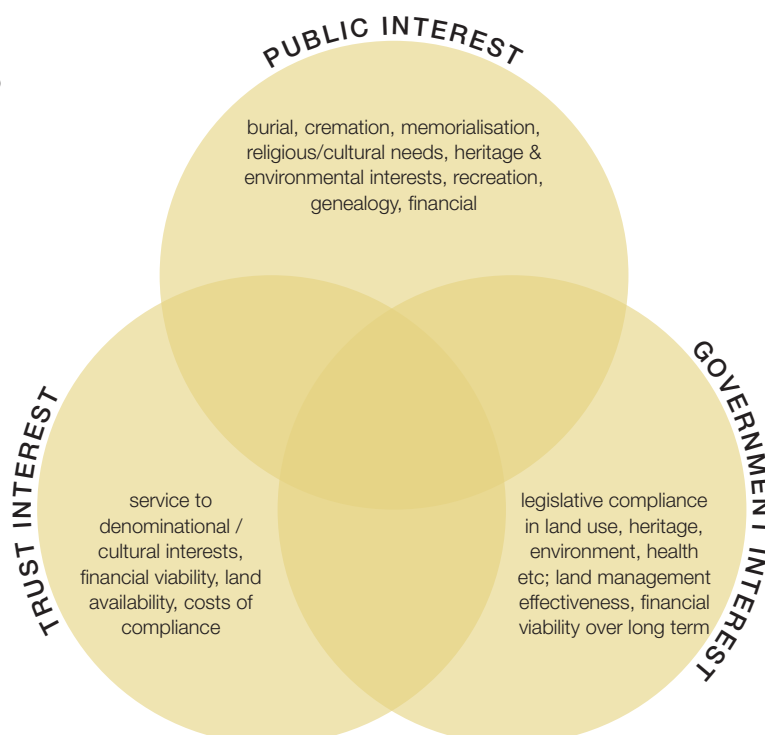 PUBLIC INTEREST
burial, cremation, memorialisation,
religious/cultural needs, heritage &
environmental interests, recreation,
genealogy, financial
TRUST INTEREST
service to
denominational /
cultural interests,
financial viability, land
availability, costs of
compliance
GOVERNMENT INTEREST
legislative compliance
in land use, heritage,
environment, health
etc; land management
effectiveness, financial
viability over long term